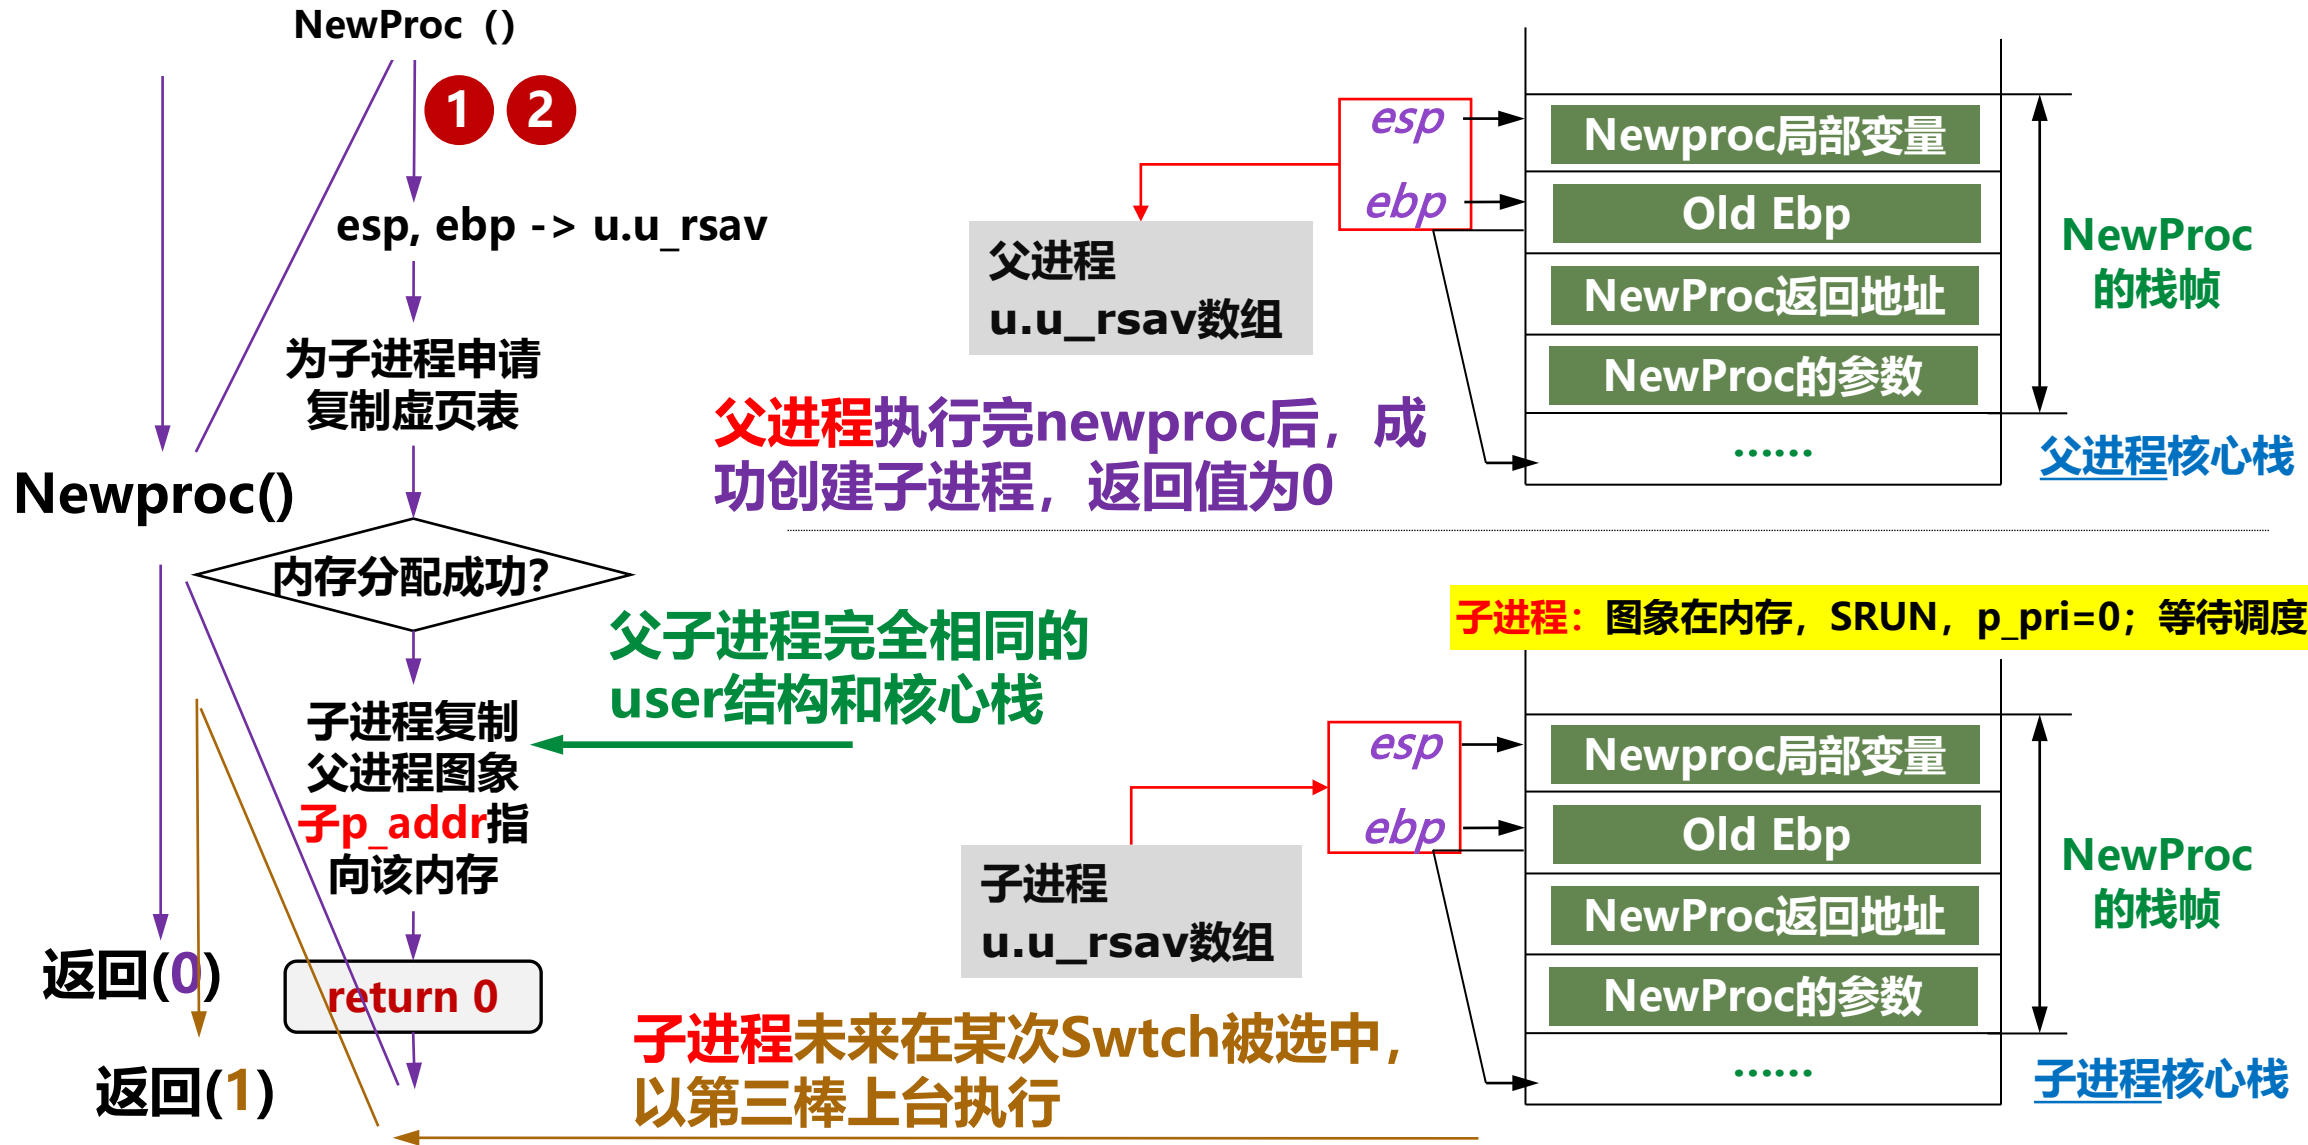 NewProc ()
1 2
esp, ebp -> u.u_rsav
为子进程申请
复制虚页表
Newproc()
内存分配成功？
子进程复制
父进程图象
子p_addr指
向该内存
返回(0)
return 0
返回(1)
esp
ebp
父进程
u.u_rsav数组
Newproc局部变量
Old Ebp
NewProc返回地址
NewProc的参数
……
NewProc
的栈帧
父进程核心栈
父进程执行完newproc后，成
功创建子进程，返回值为0
父子进程完全相同的
user结构和核心栈
子进程：图象在内存，SRUN，p_pri=0；等待调度
esp
ebp
子进程
u.u_rsav数组
Newproc局部变量
Old Ebp
NewProc返回地址
NewProc的参数
……
NewProc
的栈帧
子进程核心栈
子进程未来在某次Swtch被选中，
以第三棒上台执行